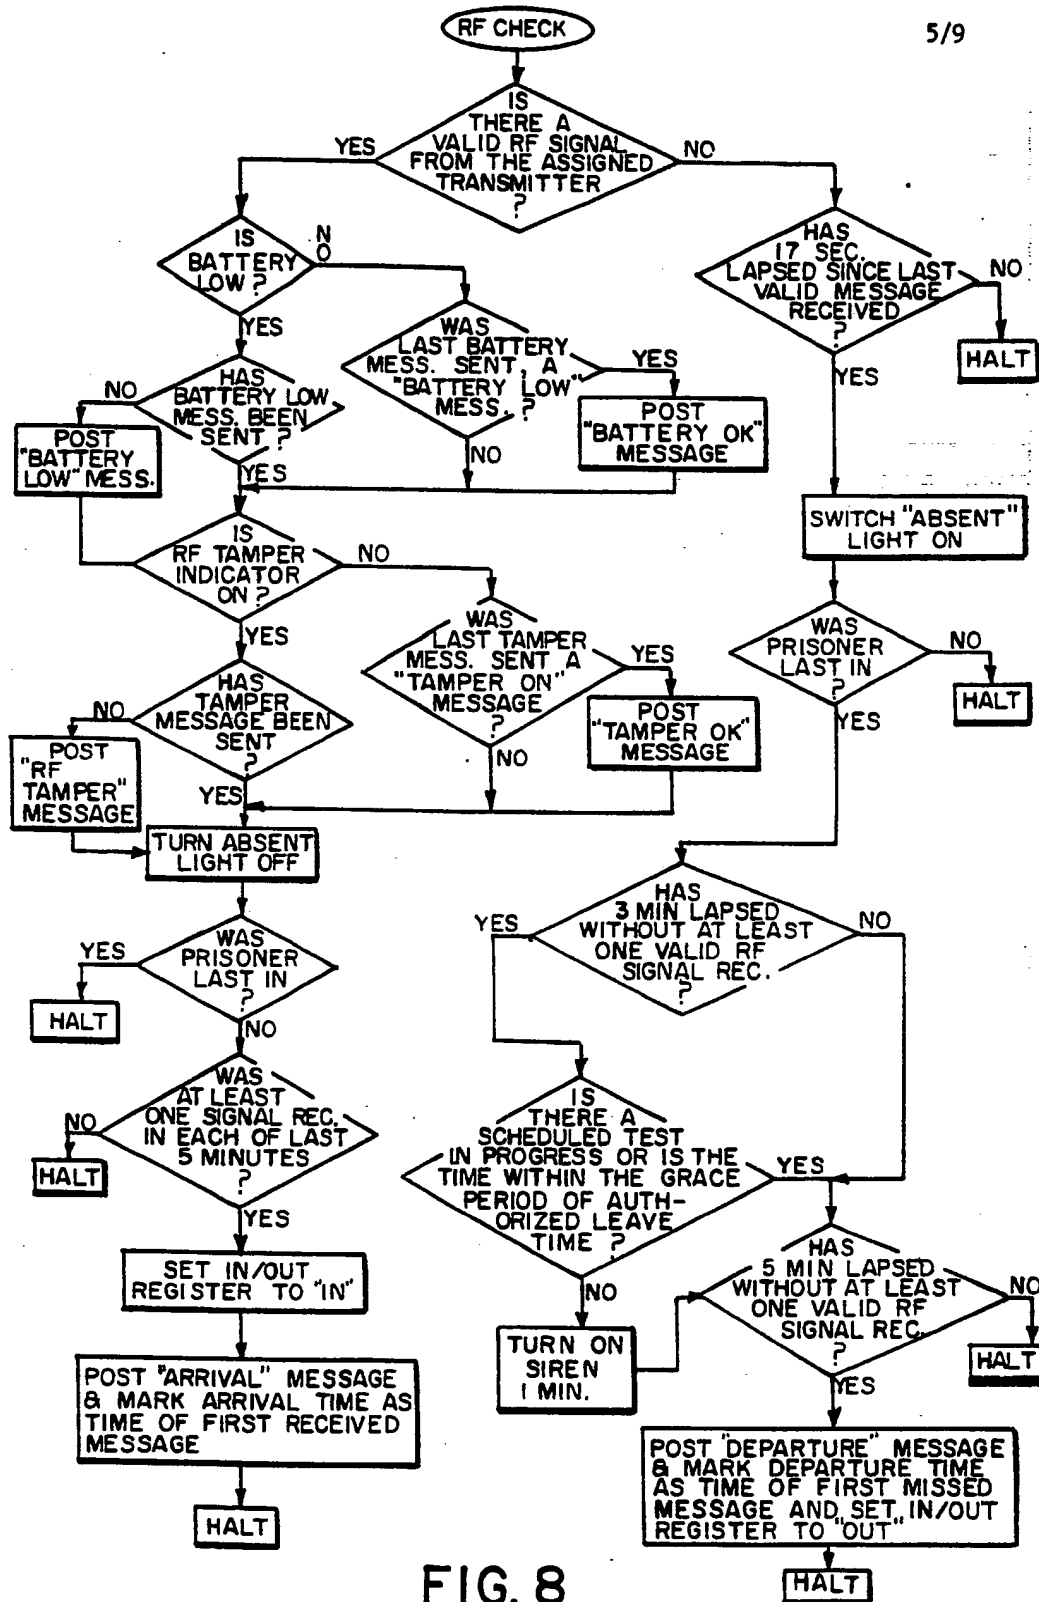 RF CHECK
5/9
IS
THERE A
VALID RF SIGNAL
FROM THE ASSIGNED
TRANSMITTER
?
YES
NO
IS
BATTERY
LOW ?
NO
YES
HAS
17 SEC.
LAPSED SINCE LAST
VALID MESSAGE
RECEIVED
?
NO
HALT
YES
WAS
LAST BATTERY
MESS. SENT, A
"BATTERY LOW"
MESS. ?
YES
NO
POST
"BATTERY OK"
MESSAGE
HAS
BATTERY LOW
MESS. BEEN
SENT ?
NO
YES
POST
"BATTERY
LOW" MESS.
SWITCH "ABSENT"
LIGHT ON
IS
RF TAMPER
INDICATOR
ON ?
NO
YES
WAS
LAST TAMPER
MESS. SENT A
"TAMPER ON"
MESSAGE
?
YES
NO
POST
"TAMPER OK"
MESSAGE
WAS
PRISONER
LAST IN
?
NO
HALT
YES
HAS
TAMPER
MESSAGE BEEN
SENT
?
NO
YES
POST
"RF
TAMPER"
MESSAGE
TURN ABSENT
LIGHT OFF
WAS
PRISONER
LAST IN
?
YES
HALT
NO
HAS
3 MIN LAPSED
WITHOUT AT LEAST
ONE VALID RF
SIGNAL REC.
?
YES
NO
WAS
AT LEAST
ONE SIGNAL REC.
IN EACH OF LAST
5 MINUTES
?
NO
HALT
YES
IS
THERE A
SCHEDULED TEST
IN PROGRESS OR IS THE
TIME WITHIN THE GRACE
PERIOD OF AUTH-
ORIZED LEAVE
TIME ?
YES
NO
SET IN/OUT
REGISTER TO "IN"
TURN ON
SIREN
1 MIN.
HAS
5 MIN LAPSED
WITHOUT AT LEAST
ONE VALID RF
SIGNAL REC.
?
NO
HALT
YES
POST "ARRIVAL" MESSAGE
& MARK ARRIVAL TIME AS
TIME OF FIRST RECEIVED
MESSAGE
HALT
POST "DEPARTURE" MESSAGE
& MARK DEPARTURE TIME
AS TIME OF FIRST MISSED
MESSAGE AND SET IN/OUT
REGISTER TO "OUT"
HALT
FIG. 8